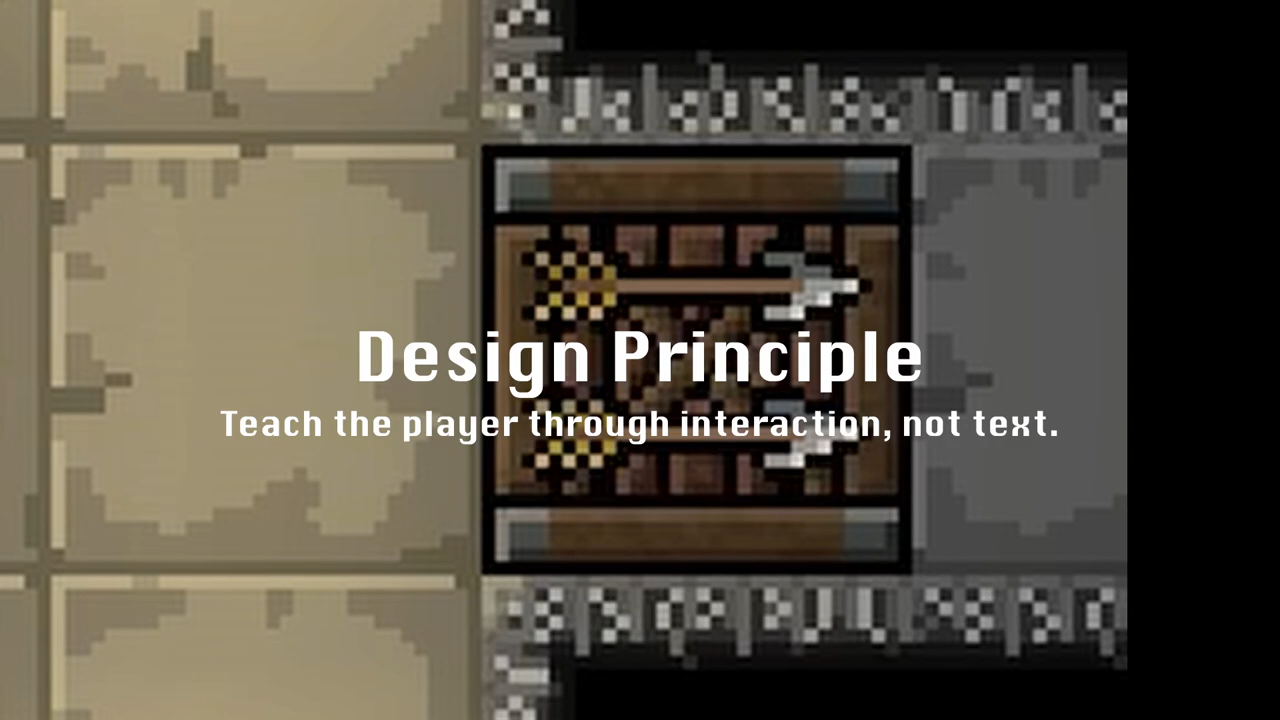 Design Principle
Teach the player through interaction, not text.